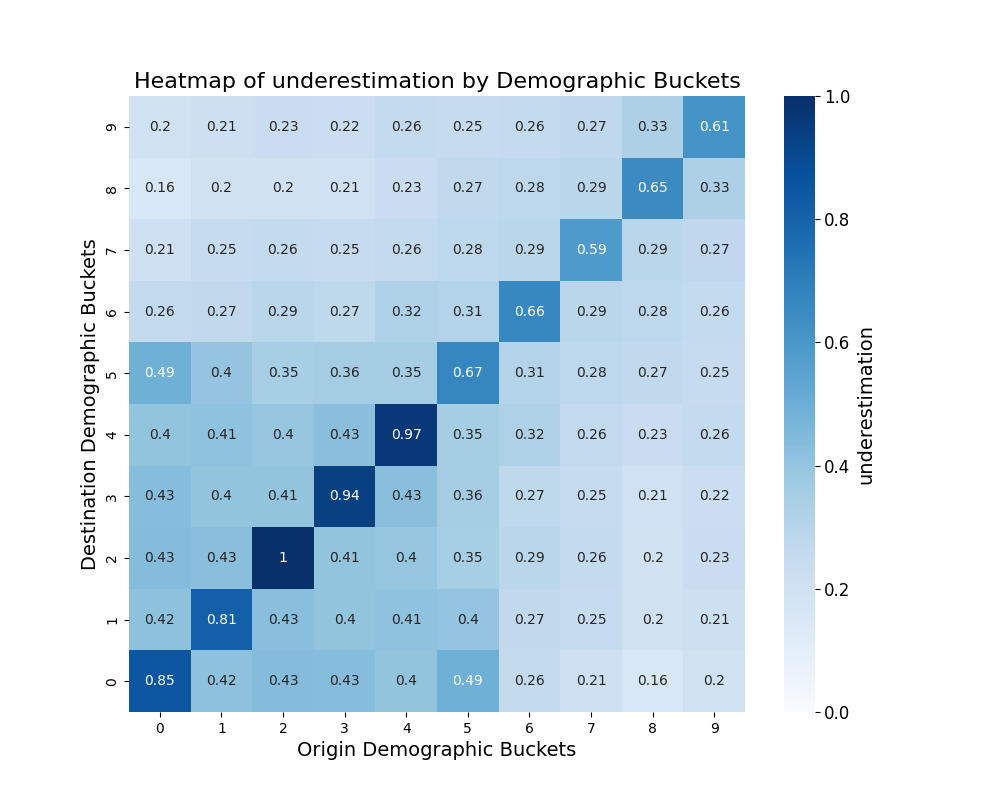 Heatmap of underestimation by Demographic Buckets
Destination Demographic Buckets
9 0.2 0.21 0.23 0.22 0.26 0.25 0.26 0.27 0.33 0.61
8 0.16 0.2 0.2 0.21 0.23 0.27 0.28 0.29 0.65 0.33
7 0.21 0.25 0.26 0.25 0.26 0.28 0.29 0.59 0.29 0.27
6 0.26 0.27 0.29 0.27 0.32 0.31 0.66 0.29 0.28 0.26
5 0.49 0.4 0.35 0.36 0.35 0.67 0.31 0.28 0.27 0.25
4 0.4 0.41 0.4 0.43 0.97 0.35 0.32 0.26 0.23 0.26
3 0.43 0.4 0.41 0.94 0.43 0.36 0.27 0.25 0.21 0.22
2 0.43 0.43 1 0.41 0.4 0.35 0.29 0.26 0.2 0.23
1 0.42 0.81 0.43 0.4 0.41 0.4 0.27 0.25 0.2 0.21
0 0.85 0.42 0.43 0.43 0.4 0.49 0.26 0.21 0.16 0.2
0 1 2 3 4 5 6 7 8 9
Origin Demographic Buckets
1.0
0.8
0.6
0.4
0.2
0.0
underestimation